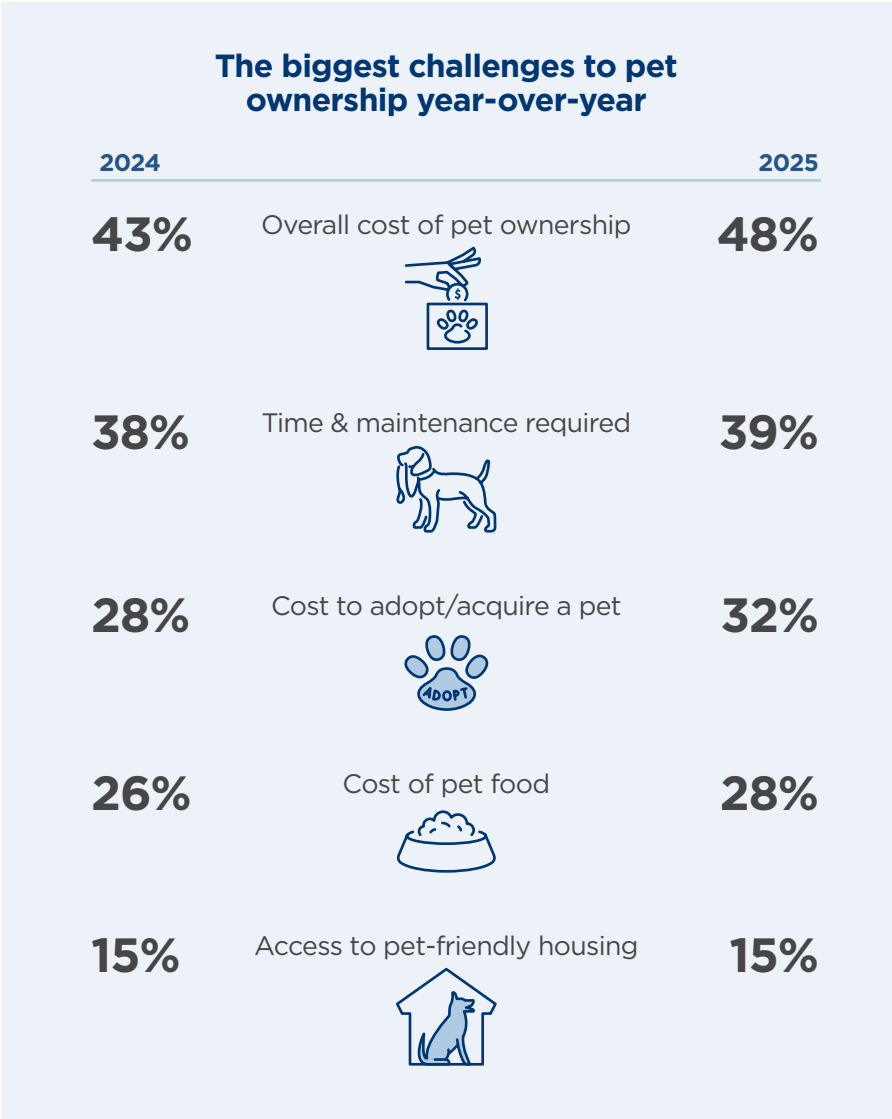 The biggest challenges to pet
ownership year-over-year
2024 2025
43% Overall cost of pet ownership 48%
$
38% Time & maintenance required 39%
28% Cost to adopt/acquire a pet 32%
ADOPT
26% Cost of pet food 28%
15% Access to pet-friendly housing 15%